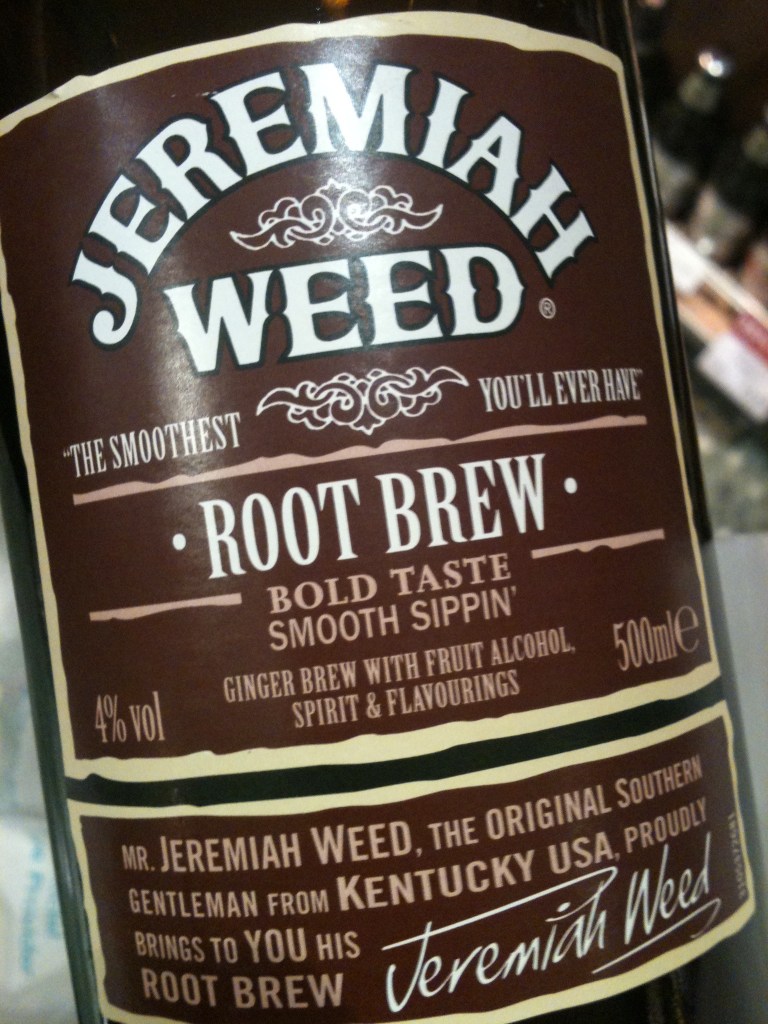 JEREMIAH
WEED®
"THE SMOOTHEST YOU'LL EVER HAVE"
· ROOT BREW ·
BOLD TASTE
SMOOTH SIPPIN'
GINGER BREW WITH FRUIT ALCOHOL,
SPIRIT & FLAVOURINGS
4% vol
500ml℮
MR. JEREMIAH WEED, THE ORIGINAL SOUTHERN
GENTLEMAN FROM KENTUCKY USA, PROUDLY
BRINGS TO YOU HIS
ROOT BREW
Jeremiah Weed